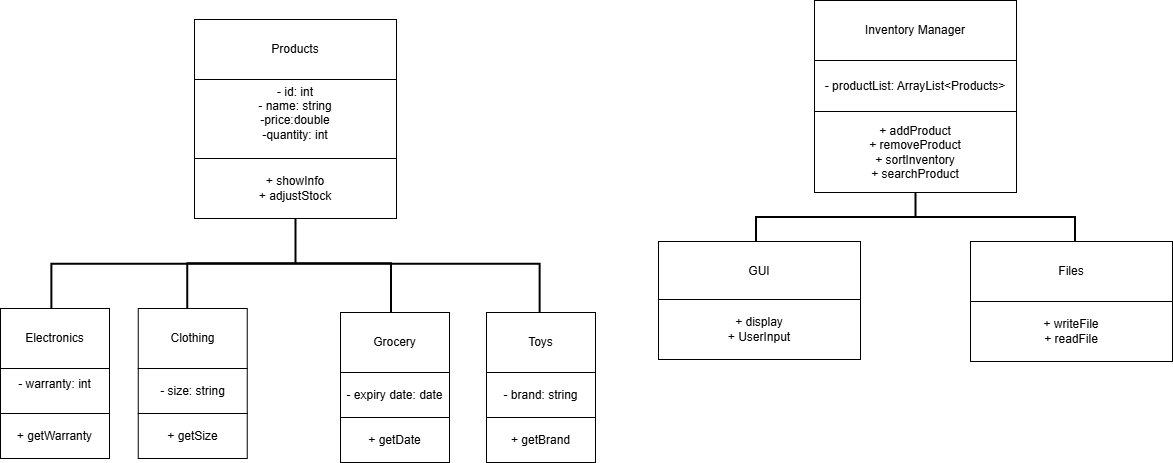 Products
- id: int
- name: string
-price:double
-quantity: int
+ showInfo
+ adjustStock
Electronics
- warranty: int
+ getWarranty
Clothing
- size: string
+ getSize
Grocery
- expiry date: date
+ getDate
Toys
- brand: string
+ getBrand
Inventory Manager
- productList: ArrayList<Products>
+ addProduct
+ removeProduct
+ sortInventory
+ searchProduct
GUI
+ display
+ UserInput
Files
+ writeFile
+ readFile